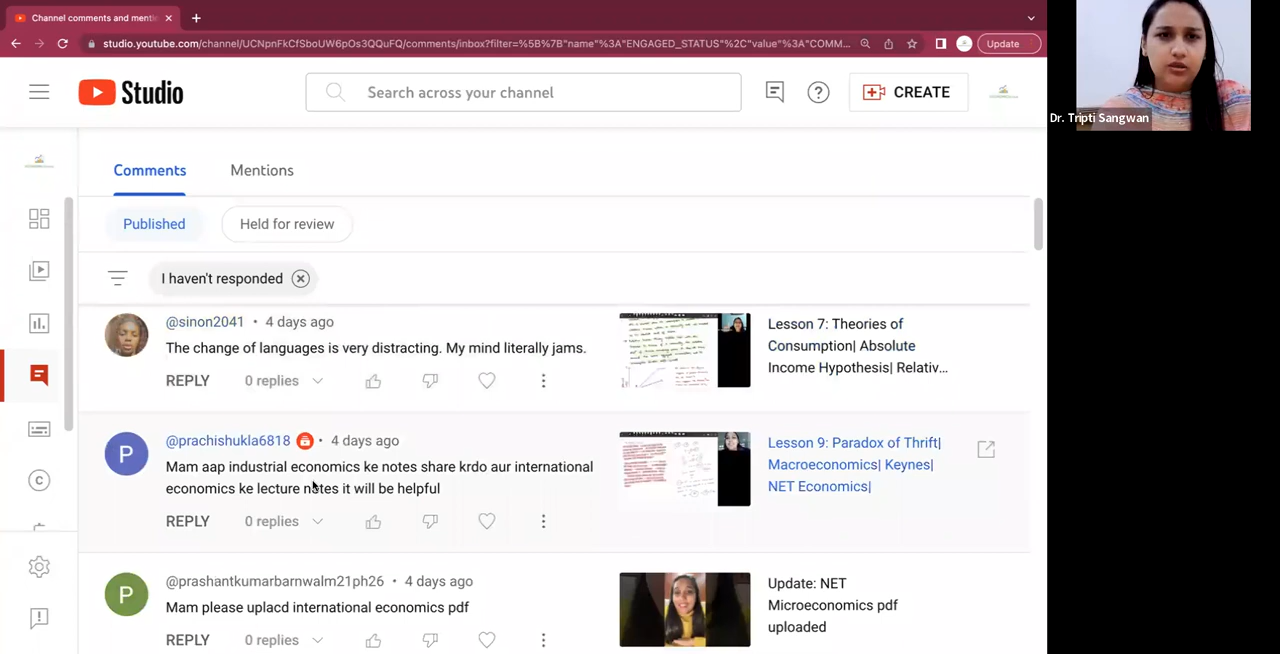 Channel comments and menti
studio.youtube.com/channel/UCNpnFkCfSboUW6pOs3QQuFQ/comments/inbox?filter=%5B%7B"name"%3A"ENGAGED_STATUS"%2C"value"%3A"COMM...
Update
Studio
Search across your channel
CREATE
Dr. Tripti Sangwan
Comments
Mentions
Published
Held for review
I haven't responded
@sinon2041 • 4 days ago
The change of languages is very distracting. My mind literally jams.
REPLY 0 replies
Lesson 7: Theories of
Consumption| Absolute
Income Hypothesis| Relativ...
P
@prachishukla6818 • 4 days ago
Mam aap industrial economics ke notes share krdo aur international
economics ke lecture notes it will be helpful
REPLY 0 replies
Lesson 9: Paradox of Thrift|
Macroeconomics| Keynes|
NET Economics|
P
@prashantkumarbarnwalm21ph26 • 4 days ago
Mam please uplacd international economics pdf
REPLY 0 replies
Update: NET
Microeconomics pdf
uploaded